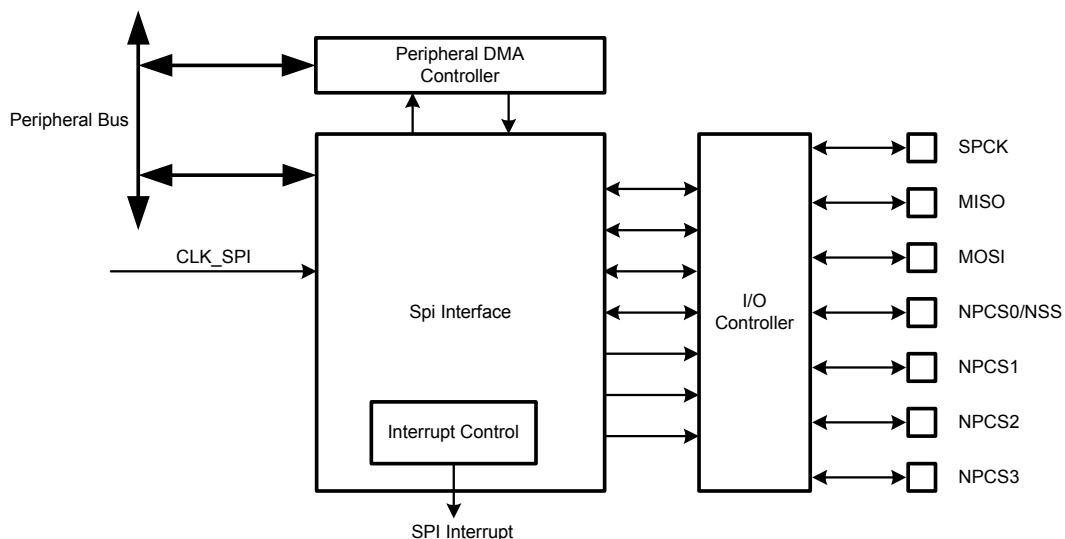 Peripheral DMA
Controller
Peripheral Bus
CLK_SPI
Spi Interface
Interrupt Control
SPI Interrupt
I/O
Controller
SPCK
MISO
MOSI
NPCS0/NSS
NPCS1
NPCS2
NPCS3